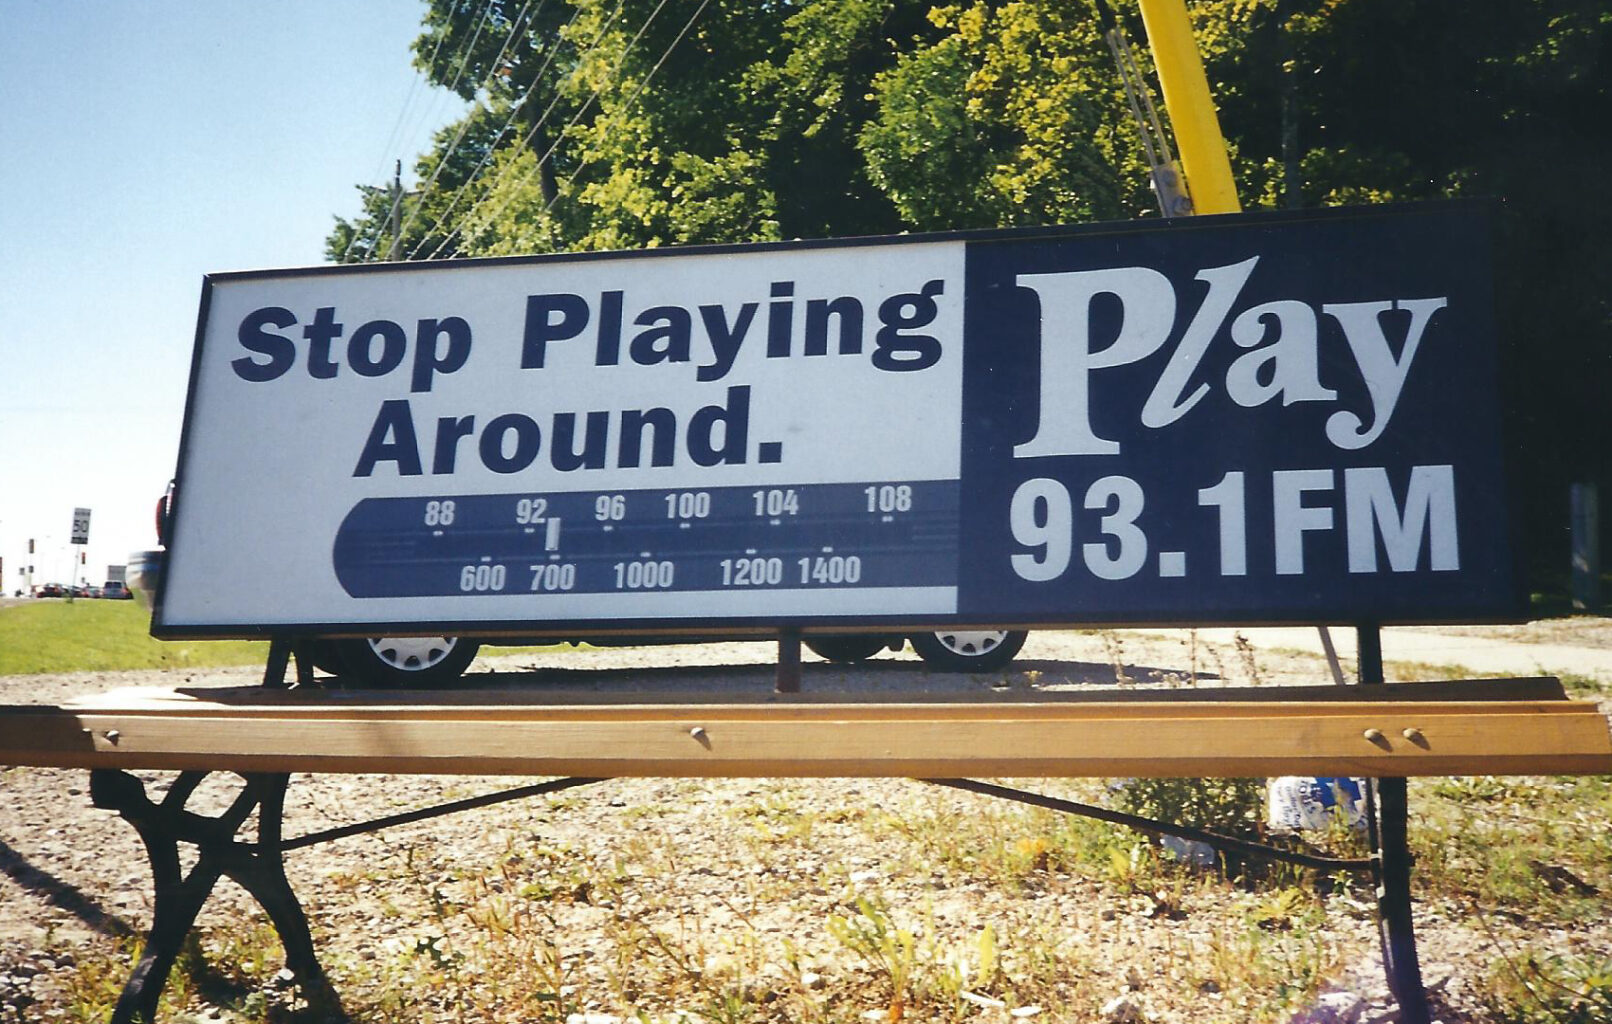 Stop Playing
Around.
88 92 96 100 104 108
600 700 1000 1200 1400
Play
93.1FM
50